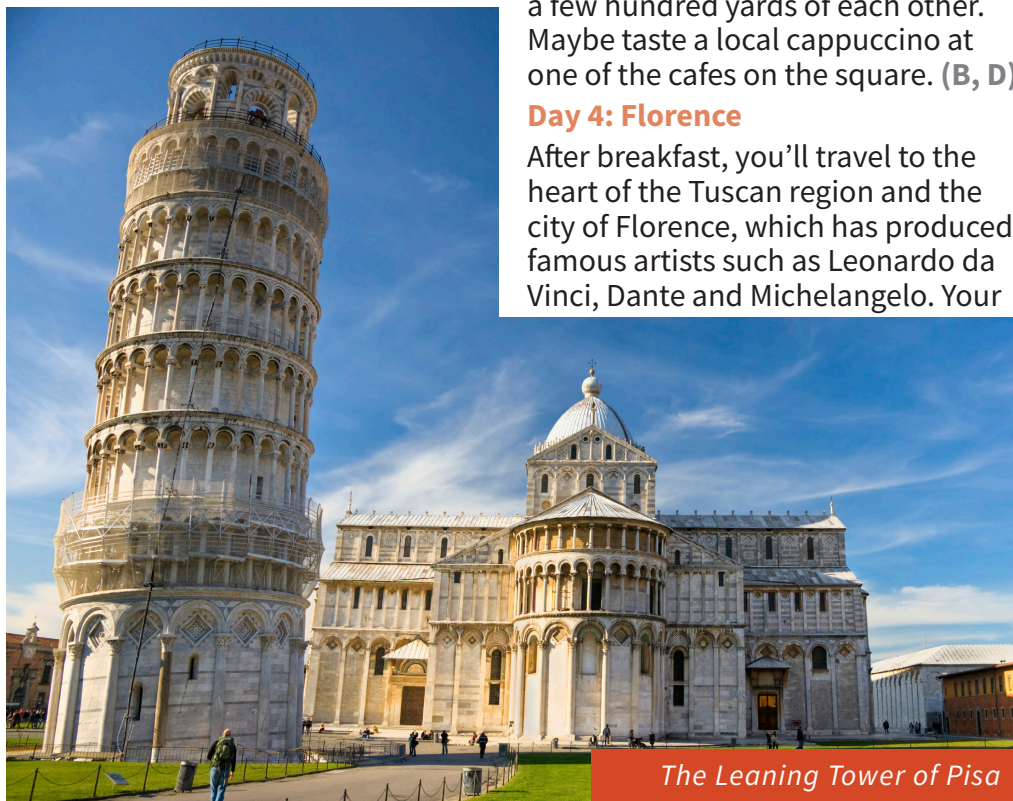 a few hundred yards of each other.
Maybe taste a local cappuccino at
one of the cafes on the square. (B, D)
Day 4: Florence
After breakfast, you’ll travel to the
heart of the Tuscan region and the
city of Florence, which has produced
famous artists such as Leonardo da
Vinci, Dante and Michelangelo. Your
The Leaning Tower of Pisa